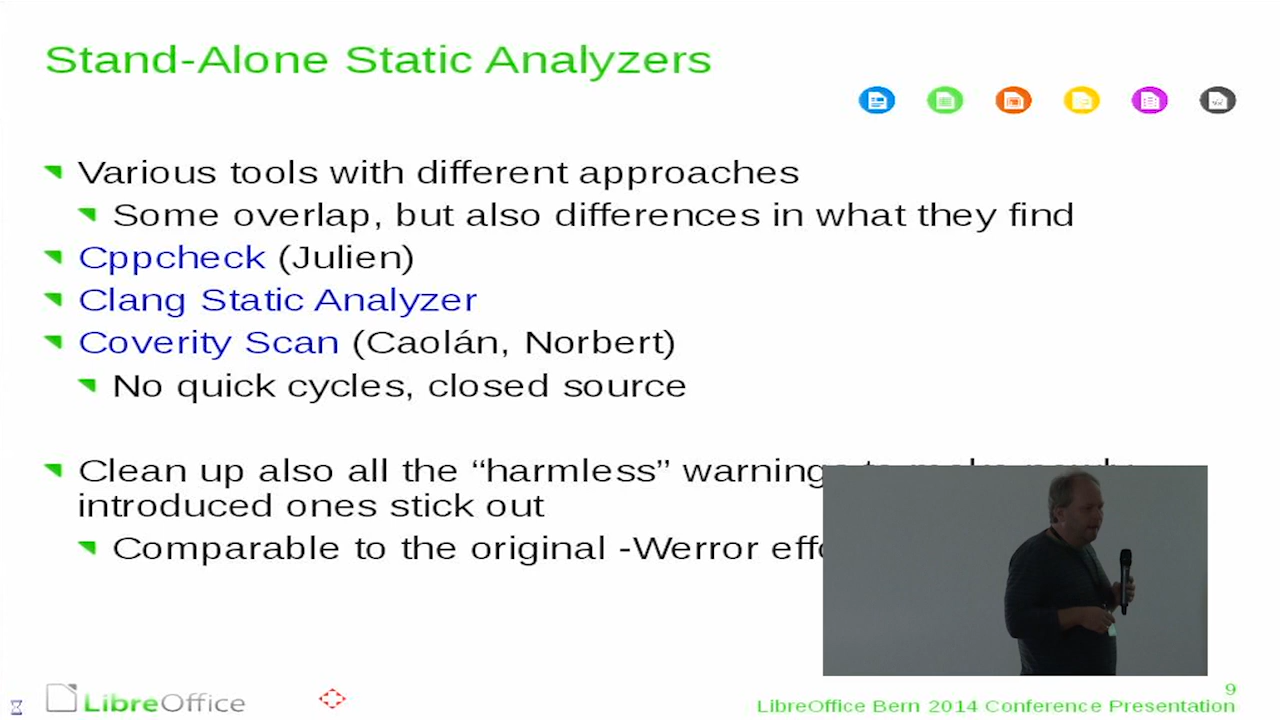 Stand-Alone Static Analyzers
Various tools with different approaches
Some overlap, but also differences in what they find
Cppcheck (Julien)
Clang Static Analyzer
Coverity Scan (Caolán, Norbert)
No quick cycles, closed source
Clean up also all the “harmless” warnings to make newly
introduced ones stick out
Comparable to the original -Werror
LibreOffice
9
LibreOffice Bern 2014 Conference Presentation